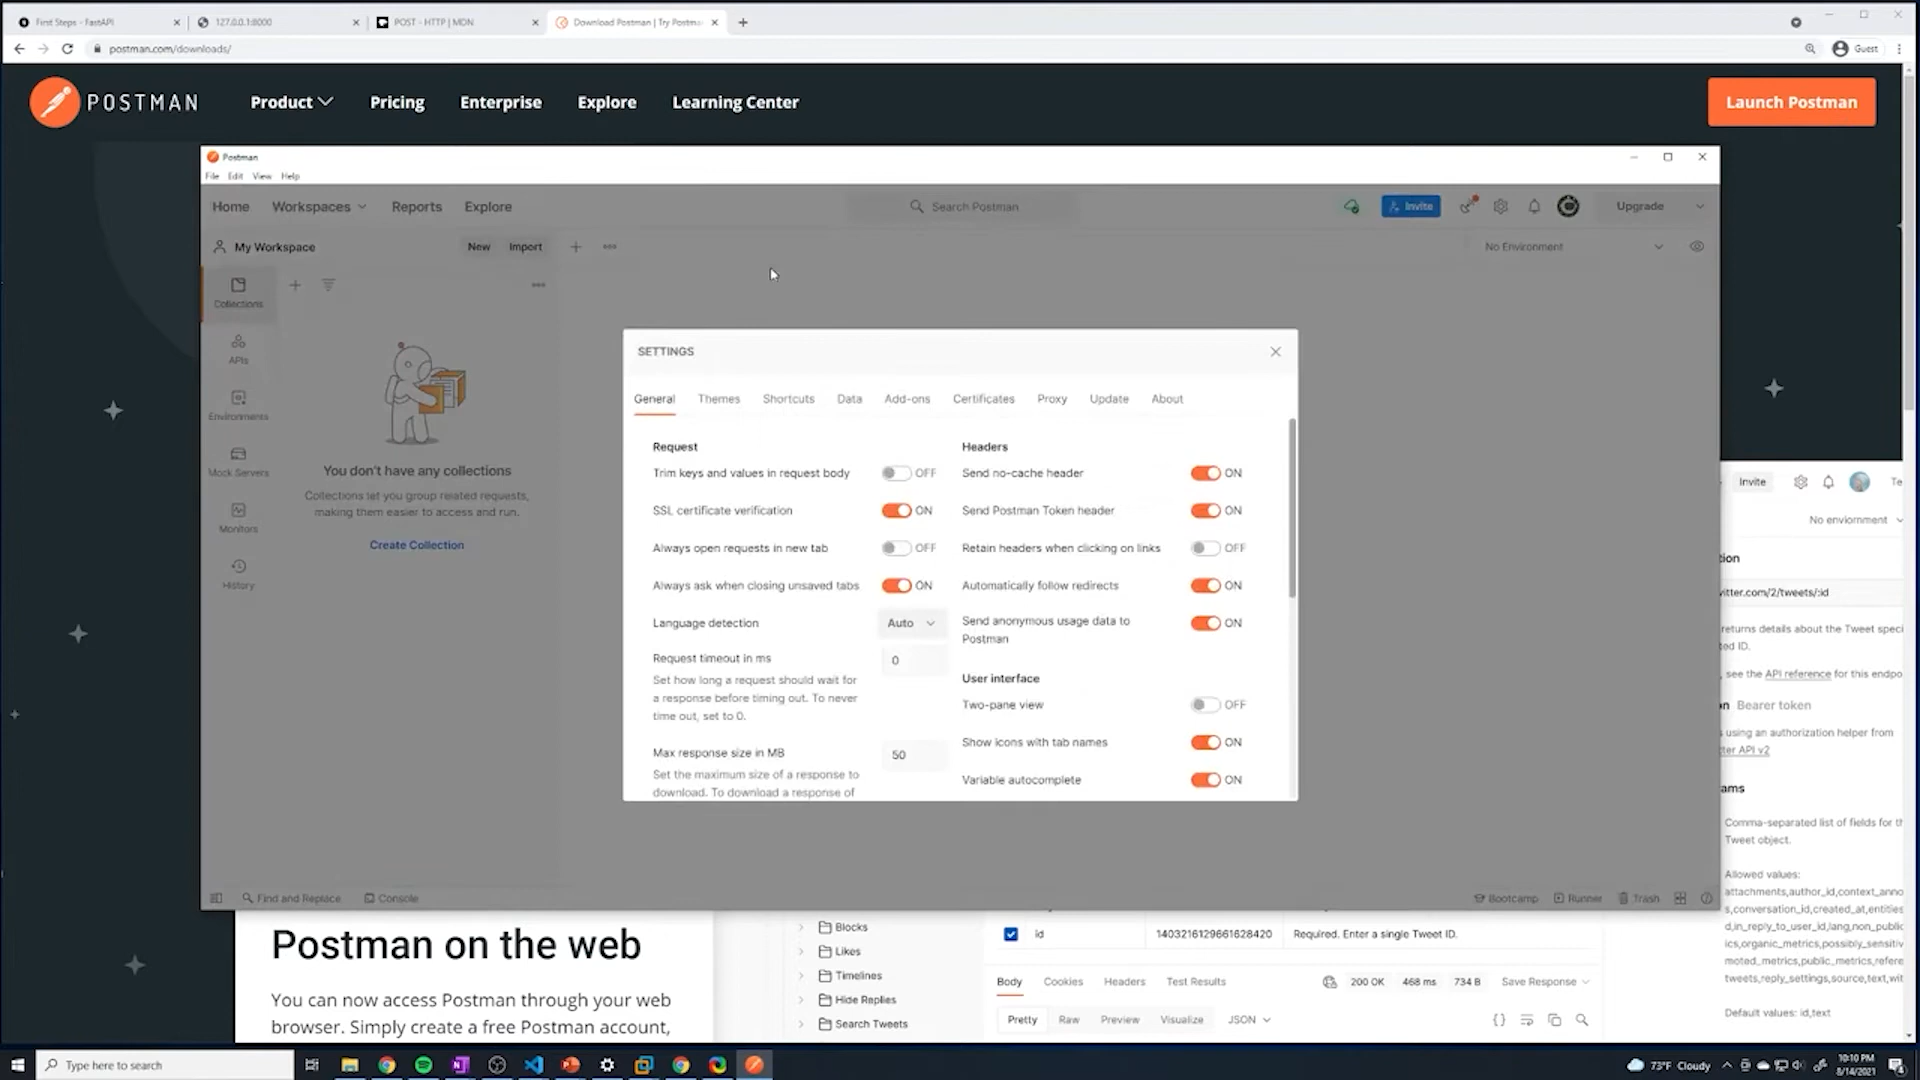 First Steps - FastAPI
127.0.0.1:8000
POST - HTTP | MDN
Download Postman | Try Postma
postman.com/downloads/
Guest
POSTMAN
Product
Pricing
Enterprise
Explore
Learning Center
Launch Postman
Postman
File Edit View Help
Home
Workspaces
Reports
Explore
Search Postman
Invite
Upgrade
My Workspace
New
Import
No Environment
Collections
APIs
Environments
Mock Servers
Monitors
History
You don't have any collections
Collections let you group related requests,
making them easier to access and run.
Create Collection
SETTINGS
General Themes Shortcuts Data Add-ons Certificates Proxy Update About
Request
Trim keys and values in request body OFF
SSL certificate verification ON
Always open requests in new tab OFF
Always ask when closing unsaved tabs ON
Language detection Auto
Request timeout in ms 0
Set how long a request should wait for
a response before timing out. To never
time out, set to 0.
Max response size in MB 50
Set the maximum size of a response to
download. To download a response of
Headers
Send no-cache header ON
Send Postman Token header ON
Retain headers when clicking on links OFF
Automatically follow redirects ON
Send anonymous usage data to ON
Postman
User interface
Two-pane view OFF
Show icons with tab names ON
Variable autocomplete ON
Find and Replace
Console
Bootcamp
Runner
Trash
Invite
Te
No enviornment
tion
vitter.com/2/tweets/:id
returns details about the Tweet speci
ed ID.
, see the API reference for this endpo
on Bearer token
s using an authorization helper from
tter API v2
ams
Comma-separated list of fields for th
Tweet object.
Allowed values:
attachments,author_id,context_anno
s,conversation_id,created_at,entities
d,in_reply_to_user_id,lang,non_public
ics,organic_metrics,possibly_sensitiv
moted_metrics,public_metrics,refere
tweets,reply_settings,source,text,wit
Default values: id,text
Postman on the web
You can now access Postman through your web
browser. Simply create a free Postman account,
Blocks
Likes
Timelines
Hide Replies
Search Tweets
id 1403216129661628420 Required. Enter a single Tweet ID.
Body Cookies Headers Test Results
200 OK 468 ms 734 B Save Response
Pretty Raw Preview Visualize JSON
Type here to search
73°F Cloudy
10:10 PM
8/14/2021